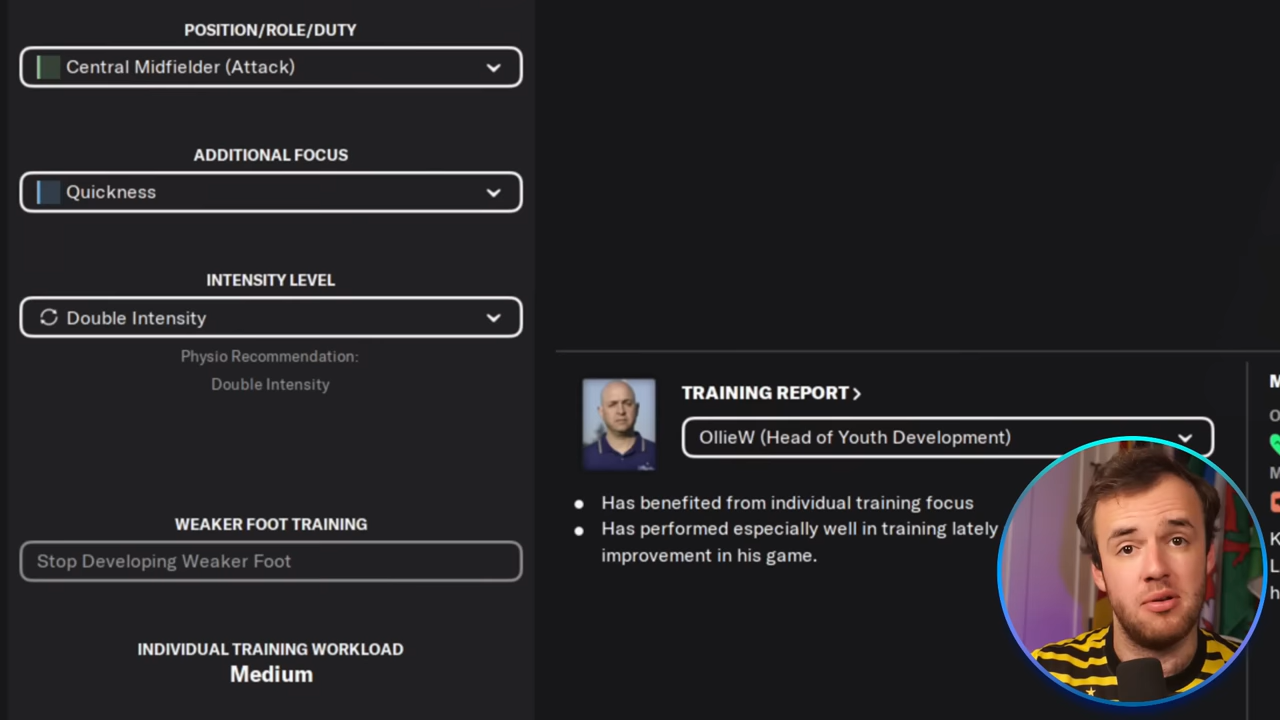 POSITION/ROLE/DUTY
Central Midfielder (Attack)
ADDITIONAL FOCUS
Quickness
INTENSITY LEVEL
Double Intensity
Physio Recommendation:
Double Intensity
WEAKER FOOT TRAINING
Stop Developing Weaker Foot
INDIVIDUAL TRAINING WORKLOAD
Medium
TRAINING REPORT
OllieW (Head of Youth Development)
Has benefited from individual training focus
Has performed especially well in training lately
improvement in his game.